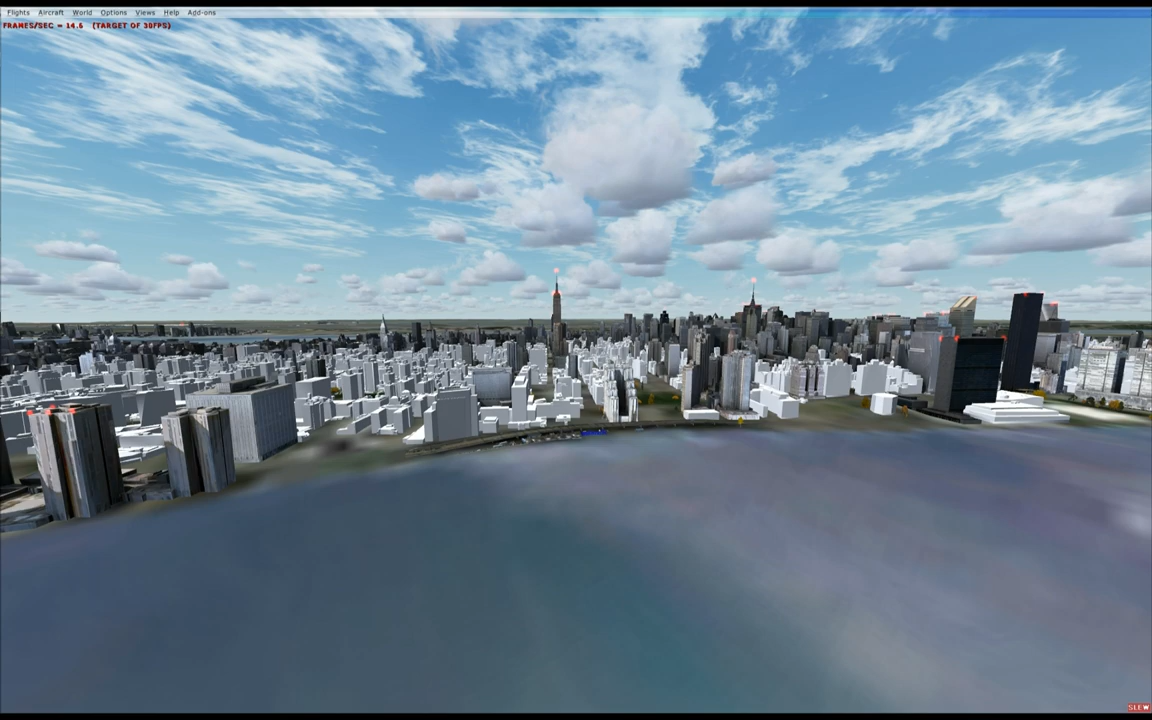 Flights Aircraft World Options Views Help Add-ons
FRAMES/SEC = 14.6 (TARGET OF 30FPS)
SLEW